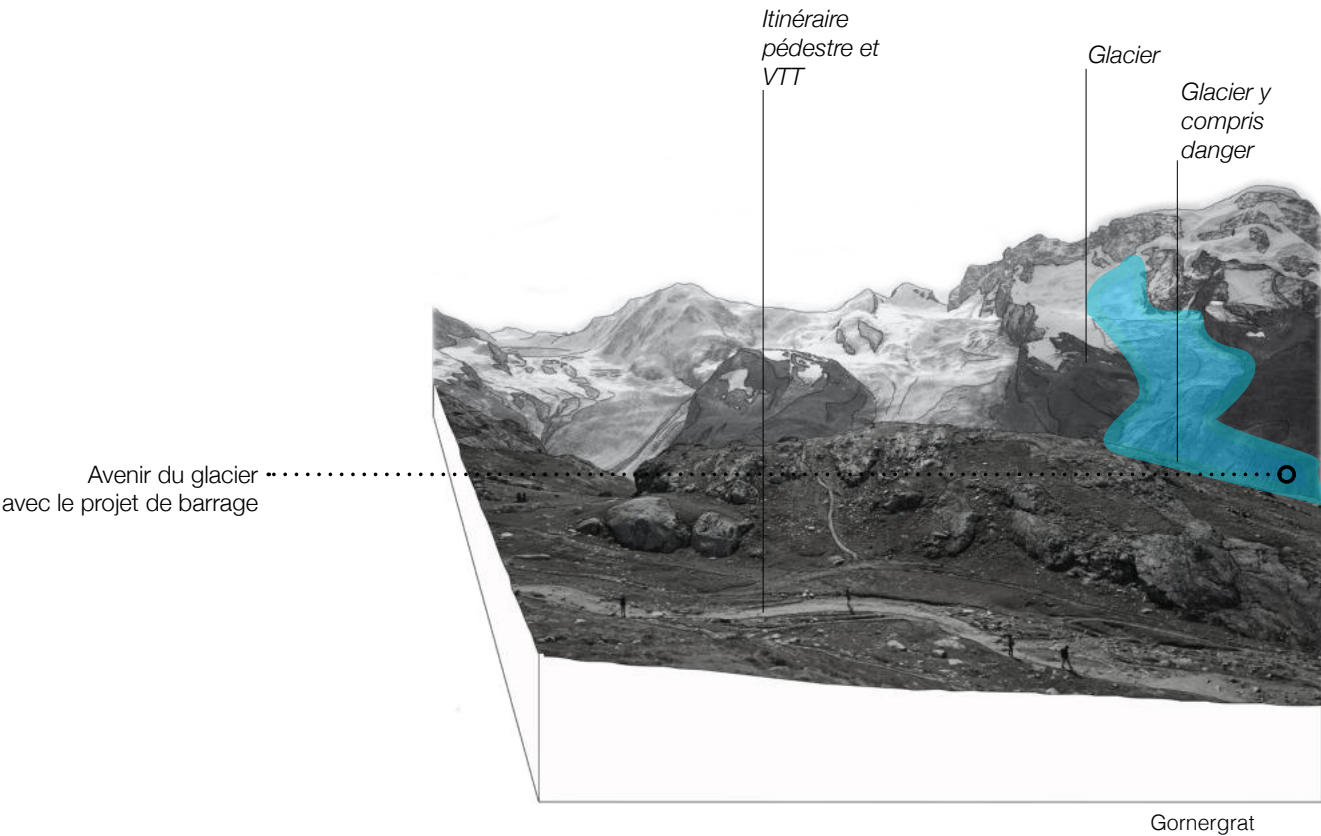 Itinéraire
pédestre et
VTT
Glacier
Glacier y
compris
danger
Avenir du glacier
avec le projet de barrage
Gornergrat